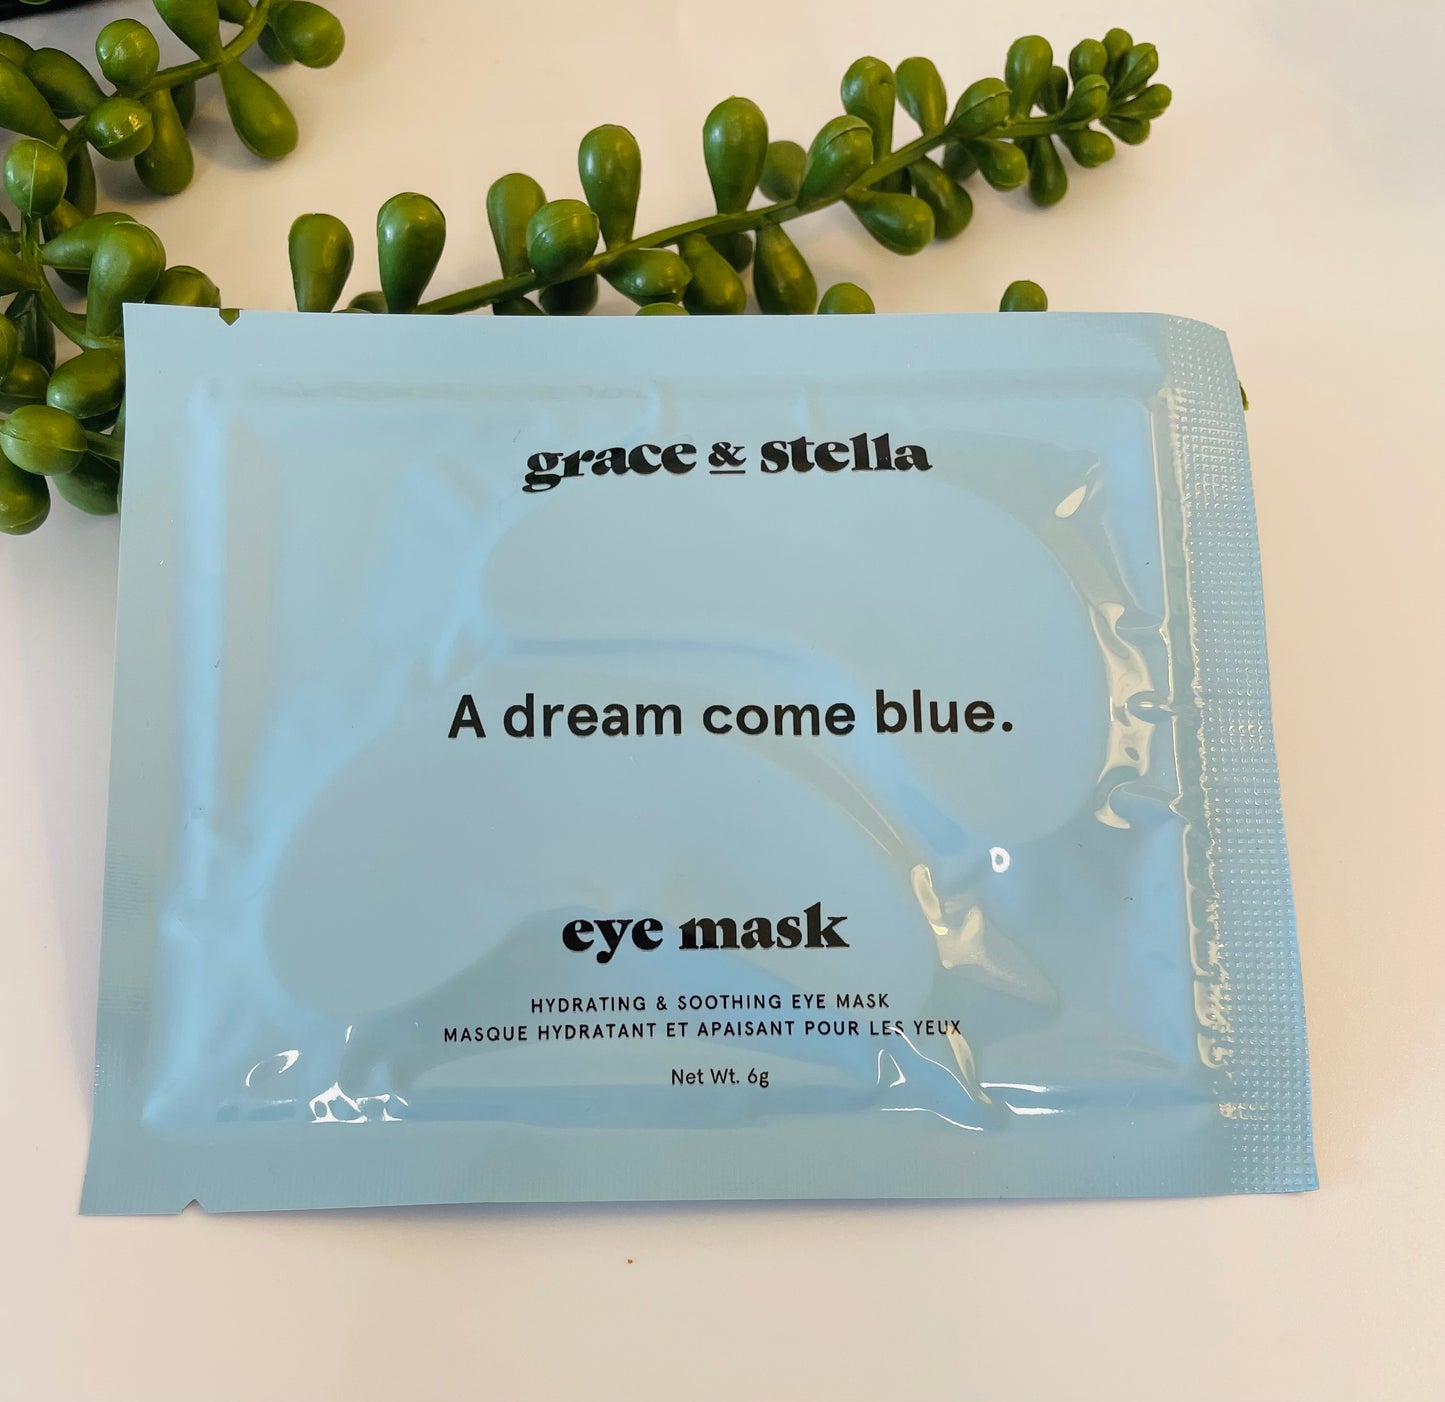 grace & stella
A dream come blue.
eye mask
HYDRATING & SOOTHING EYE MASK
MASQUE HYDRATANT ET APAISANT POUR LES YEUX
Net Wt. 6g